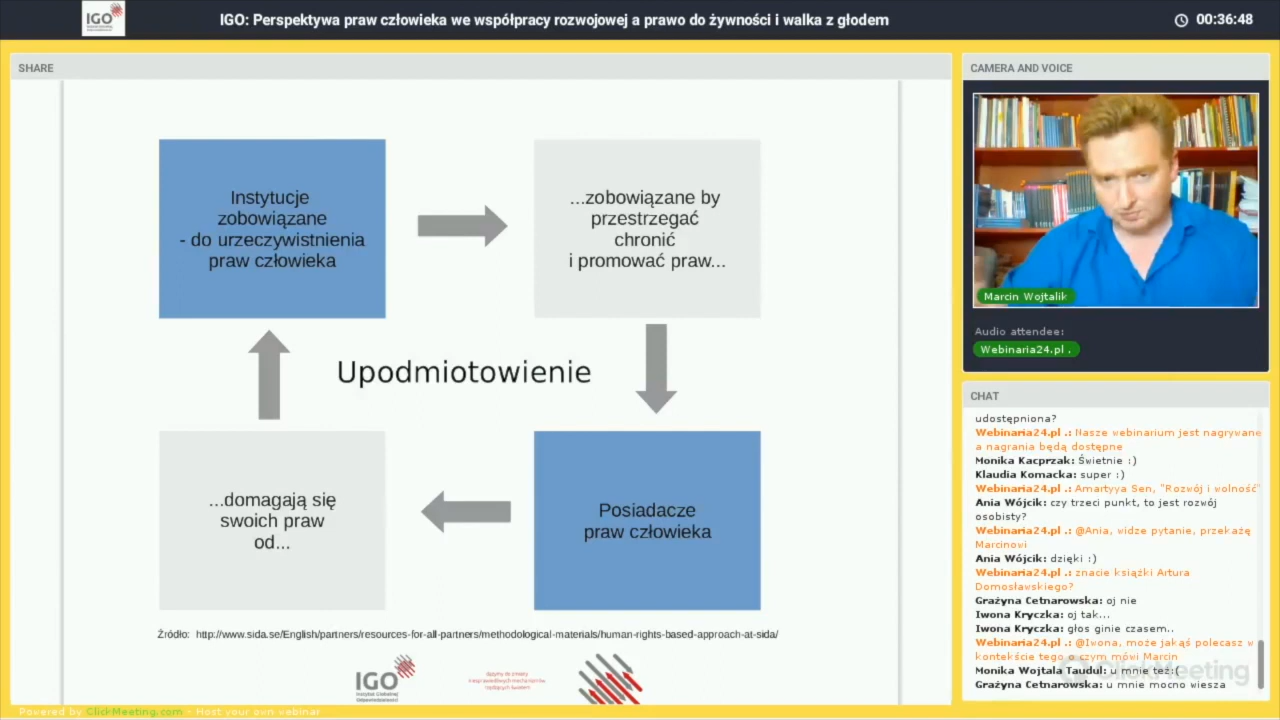 IGO
IGO: Perspektywa praw człowieka we współpracy rozwojowej a prawo do żywności i walka z głodem
00:36:48
SHARE
Instytucje
zobowiązane
- do urzeczywistnienia
praw człowieka
...zobowiązane by
przestrzegać
chronić
i promować praw...
Upodmiotowienie
...domagają się
swoich praw
od...
Posiadacze
praw człowieka
Źródło: http://www.sida.se/English/partners/resources-for-all-partners/methodological-materials/human-rights-based-approach-at-sida/
IGO
Instytut Globalnej
Odpowiedzialności
CAMERA AND VOICE
Marcin Wojtalik
Audio attendee:
Webinaria24.pl .
CHAT
udostępniona?
Webinaria24.pl .: Nasze webinarium jest nagrywane
a nagrania będą dostępne
Monika Kacprzak: Świetnie :)
Klaudia Komacka: super :)
Webinaria24.pl .: Amartyya Sen, "Rozwój i wolność"
Ania Wójcik: czy trzeci punkt, to jest rozwój
osobisty?
Webinaria24.pl .: @Ania, widze pytanie, przekażę
Marcinowi
Ania Wójcik: dzięki :)
Webinaria24.pl .: znacie książki Artura
Domosławskiego?
Grażyna Cetnarowska: oj nie
Iwona Kryczka: oj tak...
Iwona Kryczka: głos ginie czasem..
Webinaria24.pl .: @Iwona, może jakąś polecasz w
kontekście tego o czym mówi Marcin
Monika Wojtala Taudul: u mnie też:(
Grażyna Cetnarowska: u mnie mocno wiesza
ClickMeeting
Powered by ClickMeeting.com - Host your own webinar